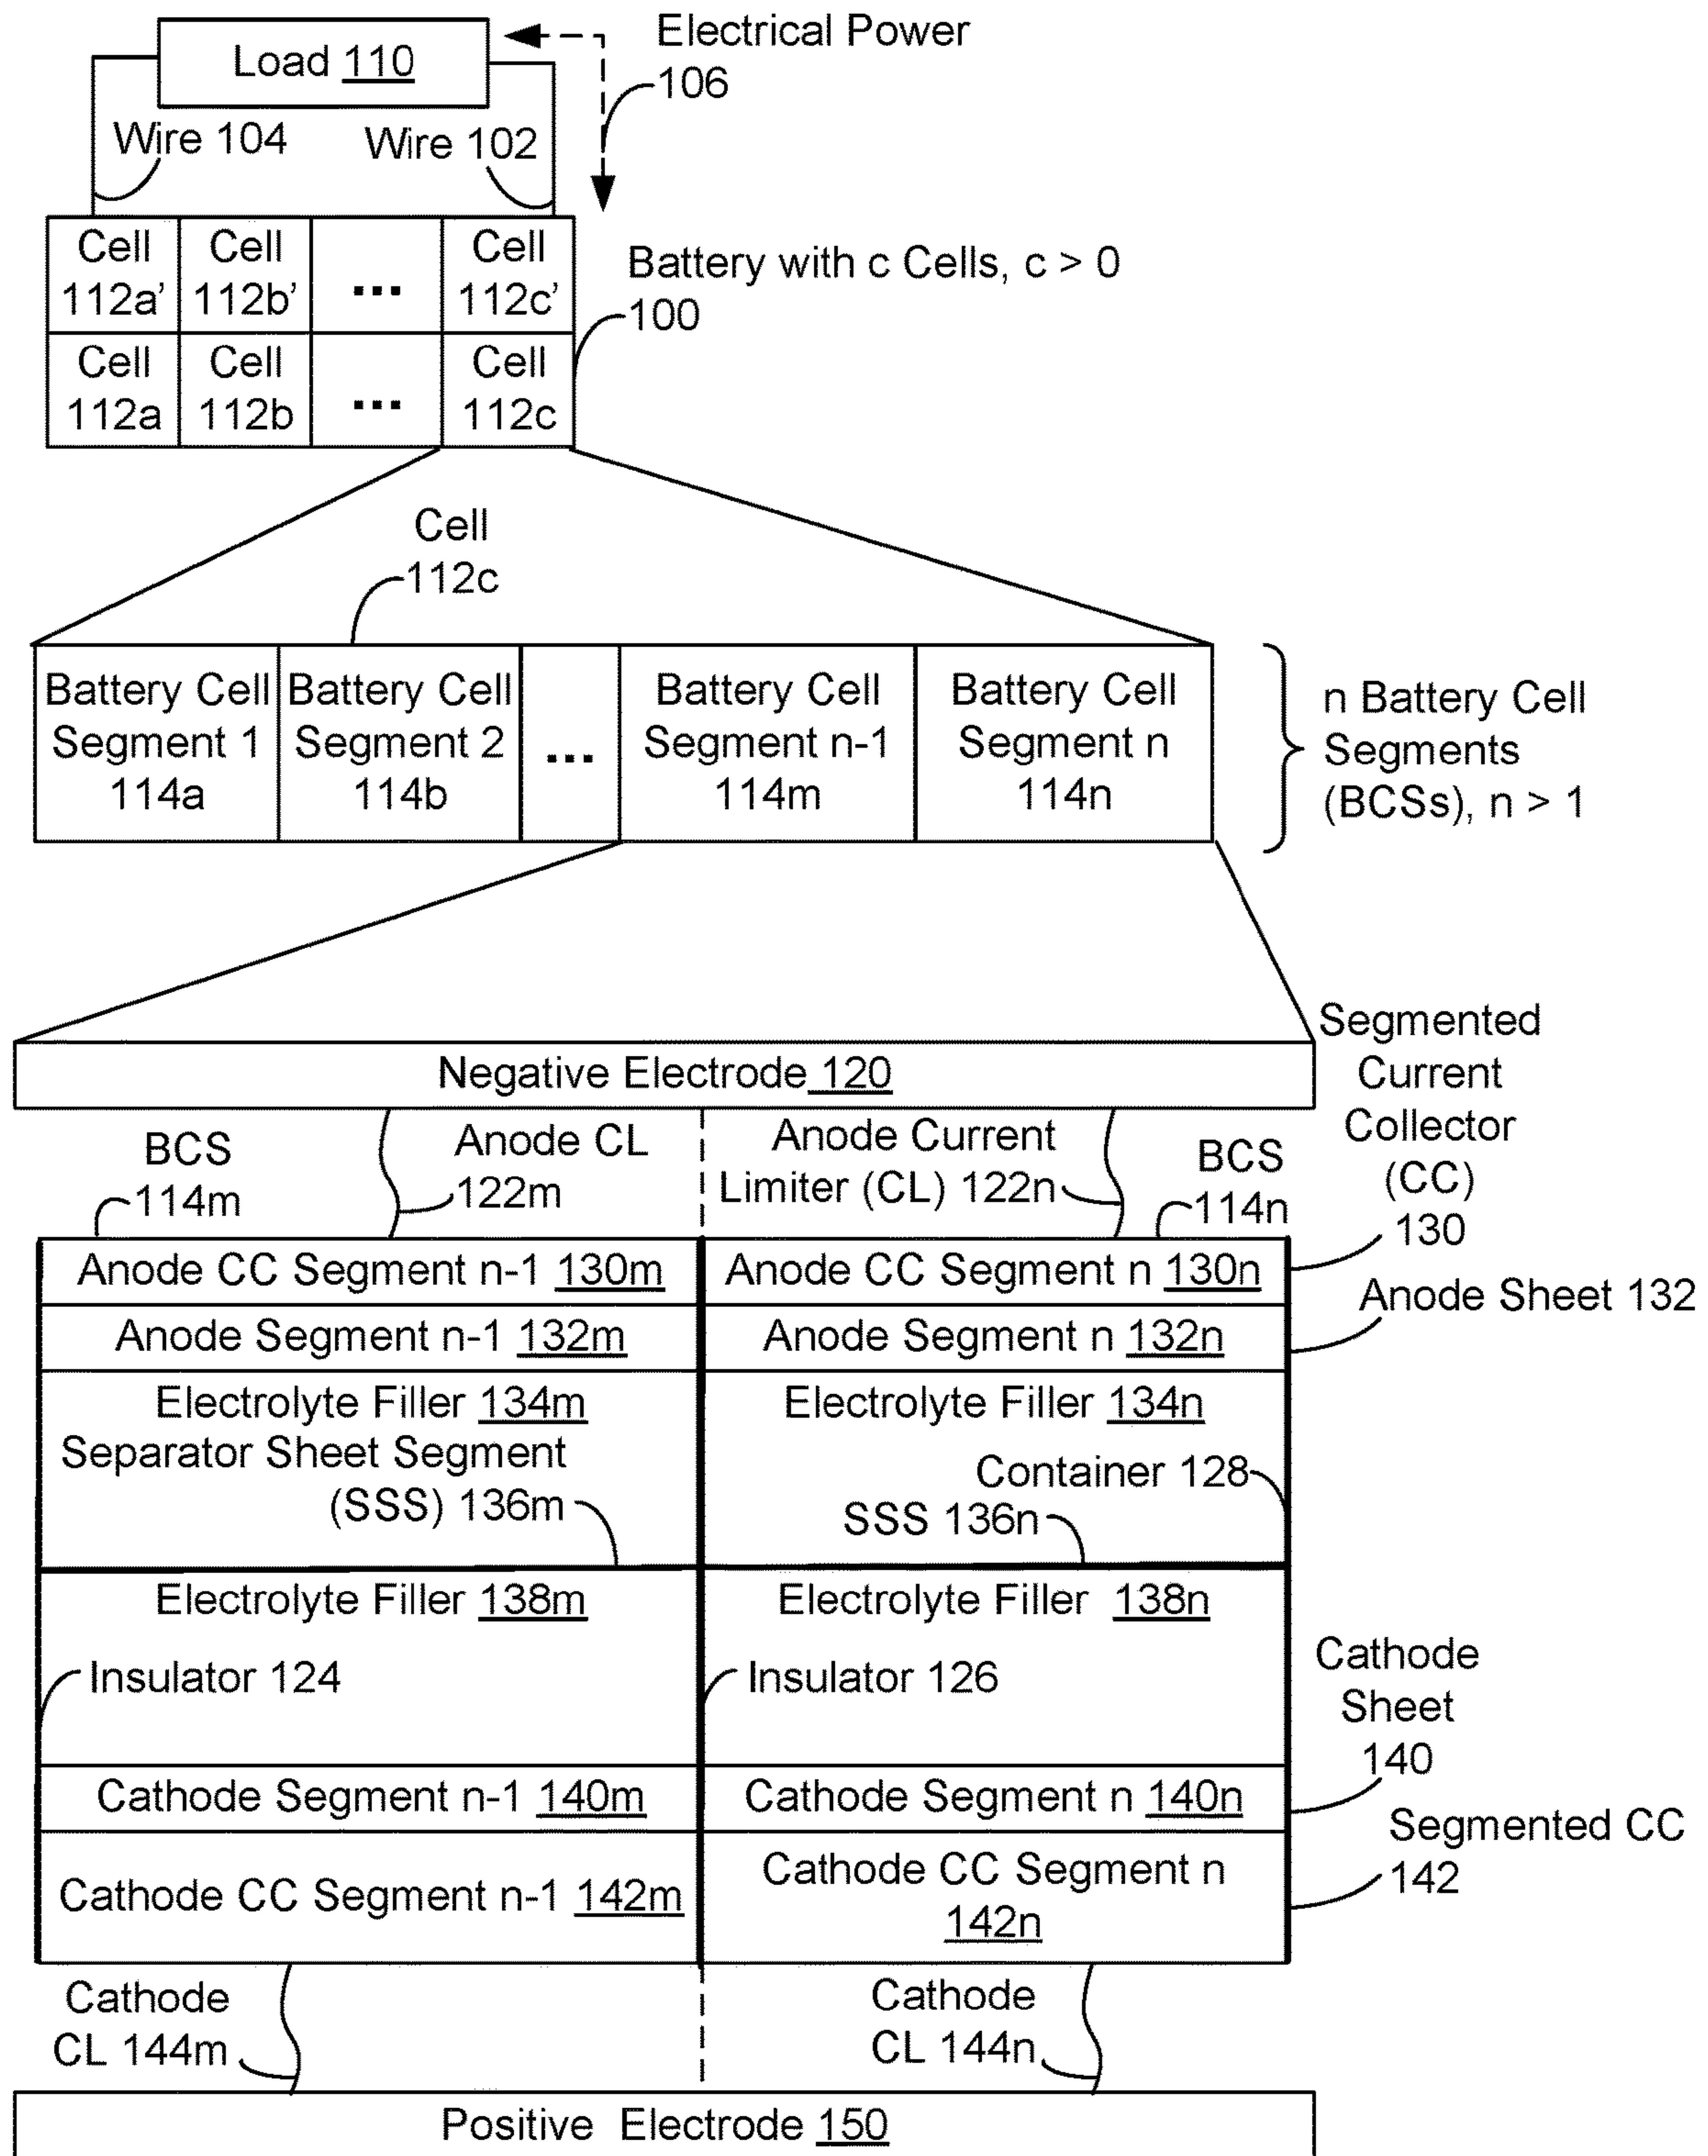 Load 110
Electrical Power
106
Wire 104
Wire 102
Cell
112a'
Cell
112b'
...
Cell
112c'
Battery with c Cells, c > 0
100
Cell
112a
Cell
112b
...
Cell
112c
Cell
112c
Battery Cell
Segment 1
114a
Battery Cell
Segment 2
114b
...
Battery Cell
Segment n-1
114m
Battery Cell
Segment n
114n
n Battery Cell
Segments
(BCSs), n > 1
Negative Electrode 120
Segmented
Current
Collector
(CC)
130
BCS
114m
Anode CL
122m
Anode Current
Limiter (CL) 122n
BCS
114n
Anode CC Segment n-1 130m
Anode CC Segment n 130n
Anode Sheet 132
Anode Segment n-1 132m
Anode Segment n 132n
Electrolyte Filler 134m
Electrolyte Filler 134n
Separator Sheet Segment
(SSS) 136m
Container 128
SSS 136n
Electrolyte Filler 138m
Electrolyte Filler 138n
Insulator 124
Insulator 126
Cathode
Sheet
140
Cathode Segment n-1 140m
Cathode Segment n 140n
Segmented CC
142
Cathode CC Segment n-1 142m
Cathode CC Segment n
142n
Cathode
CL 144m
Cathode
CL 144n
Positive Electrode 150